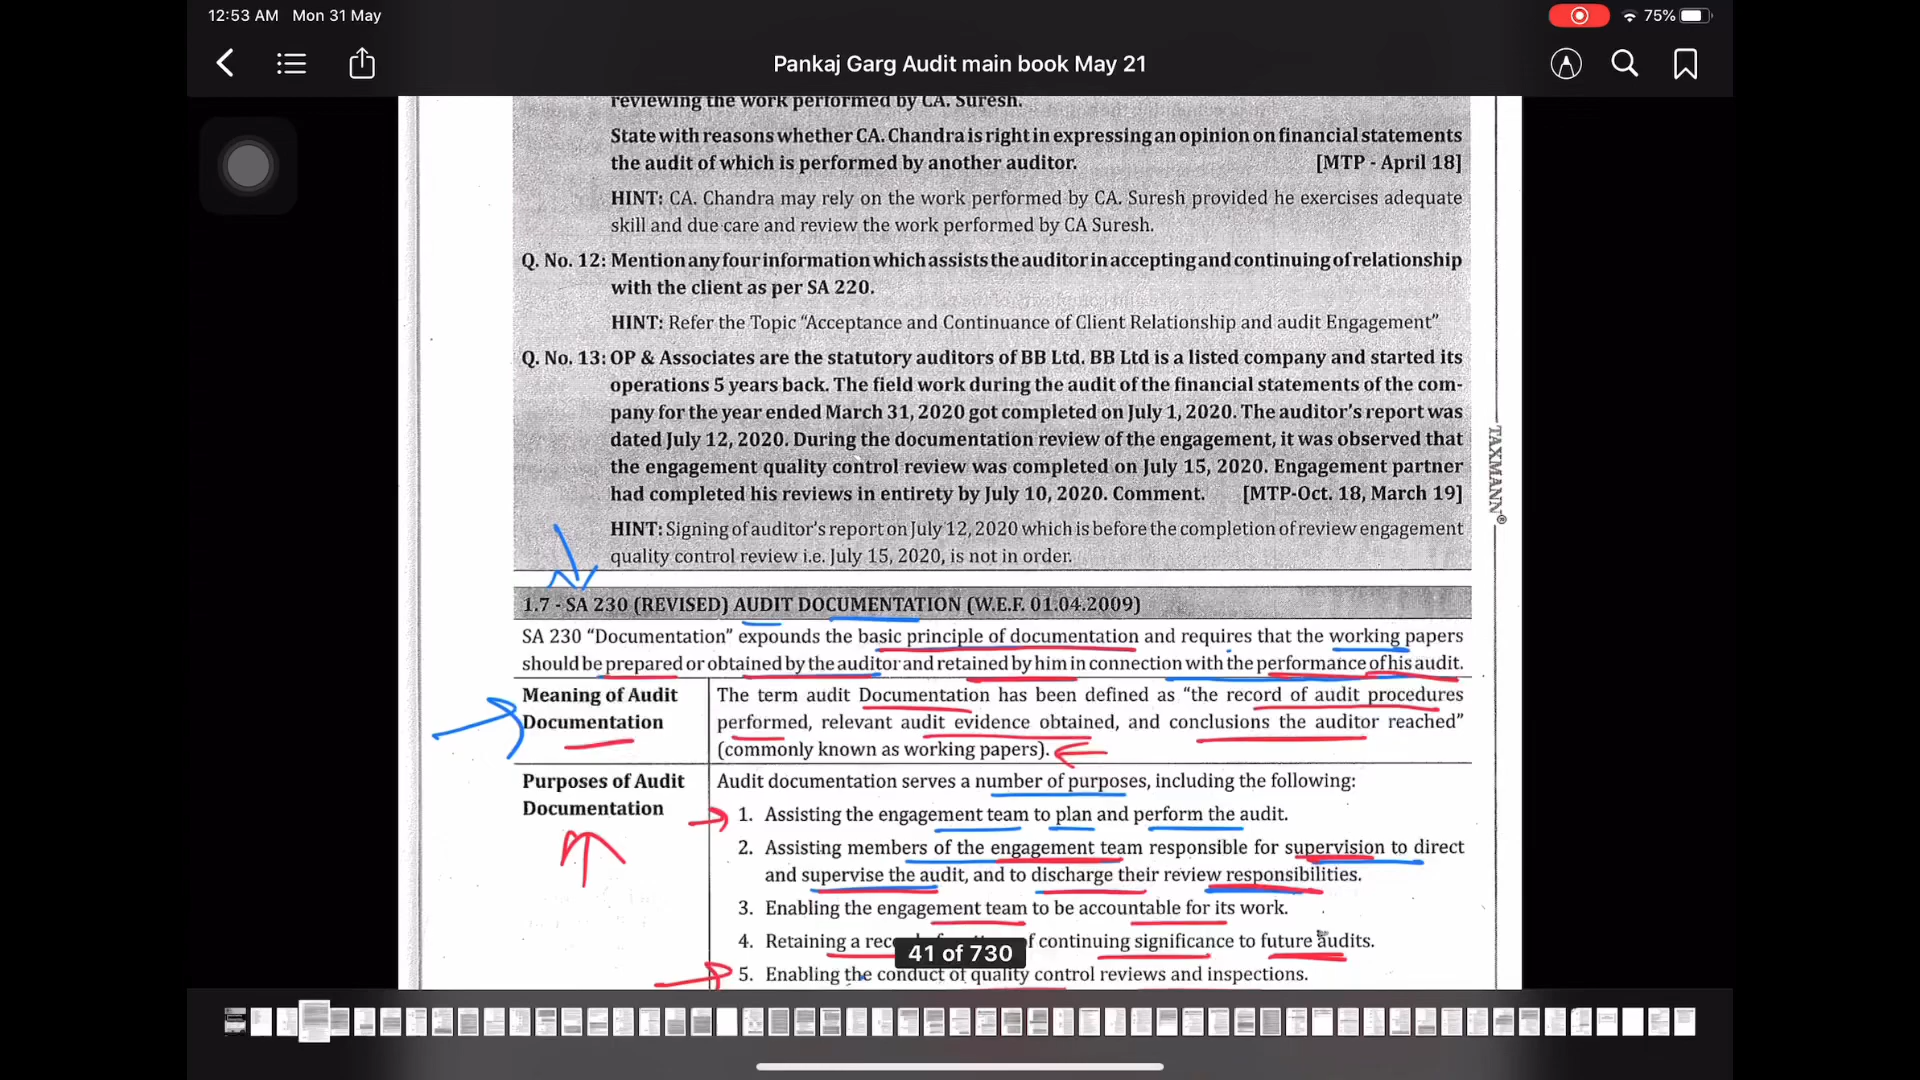 12:53 AM Mon 31 May
75%
Pankaj Garg Audit main book May 21
reviewing the work performed by CA. Suresh.
State with reasons whether CA. Chandra is right in expressing an opinion on financial statements
the audit of which is performed by another auditor. [MTP - April 18]
HINT: CA. Chandra may rely on the work performed by CA. Suresh provided he exercises adequate
skill and due care and review the work performed by CA Suresh.
Q. No. 12: Mention any four information which assists the auditor in accepting and continuing of relationship
with the client as per SA 220.
HINT: Refer the Topic “Acceptance and Continuance of Client Relationship and audit Engagement”
Q. No. 13: OP & Associates are the statutory auditors of BB Ltd. BB Ltd is a listed company and started its
operations 5 years back. The field work during the audit of the financial statements of the com-
pany for the year ended March 31, 2020 got completed on July 1, 2020. The auditor’s report was
dated July 12, 2020. During the documentation review of the engagement, it was observed that
the engagement quality control review was completed on July 15, 2020. Engagement partner
had completed his reviews in entirety by July 10, 2020. Comment. [MTP-Oct. 18, March 19]
HINT: Signing of auditor’s report on July 12, 2020 which is before the completion of review engagement
quality control review i.e. July 15, 2020, is not in order.
TAXMANN®
1.7 - SA 230 (REVISED) AUDIT DOCUMENTATION (W.E.F. 01.04.2009)
SA 230 “Documentation” expounds the basic principle of documentation and requires that the working papers
should be prepared or obtained by the auditor and retained by him in connection with the performance of his audit.
Meaning of Audit
Documentation
The term audit Documentation has been defined as “the record of audit procedures
performed, relevant audit evidence obtained, and conclusions the auditor reached”
(commonly known as working papers).
Purposes of Audit
Documentation
Audit documentation serves a number of purposes, including the following:
1. Assisting the engagement team to plan and perform the audit.
2. Assisting members of the engagement team responsible for supervision to direct
and supervise the audit, and to discharge their review responsibilities.
3. Enabling the engagement team to be accountable for its work.
4. Retaining a continuing significance to future audits.
41 of 730
5. Enabling the conduct of quality control reviews and inspections.